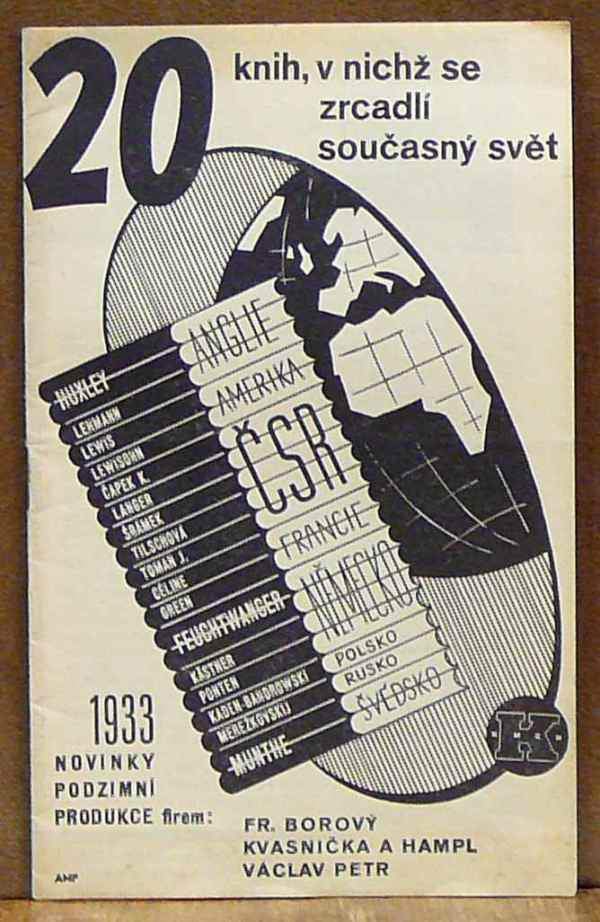 20
knih, v nichž se
zrcadlí
současný svět
HUXLEY
LEHMANN
LEWIS
LEWISOHN
ČAPEK K.
LANGER
ŠRÁMEK
TILSCHOVÁ
TOMAN J.
CÉLINE
GREEN
FEUCHTWANGER
KÄSTNER
PONTEN
KADEN-BANDROWSKI
MEREŽKOVSKIJ
MUNTHE
ANGLIE
AMERIKA
ČSR
FRANCIE
NĚMECKO
POLSKO
RUSKO
ŠVÉDSKO
K
1933
NOVINKY
PODZIMNÍ
PRODUKCE firem:
FR. BOROVÝ
KVASNIČKA A HAMPL
VÁCLAV PETR